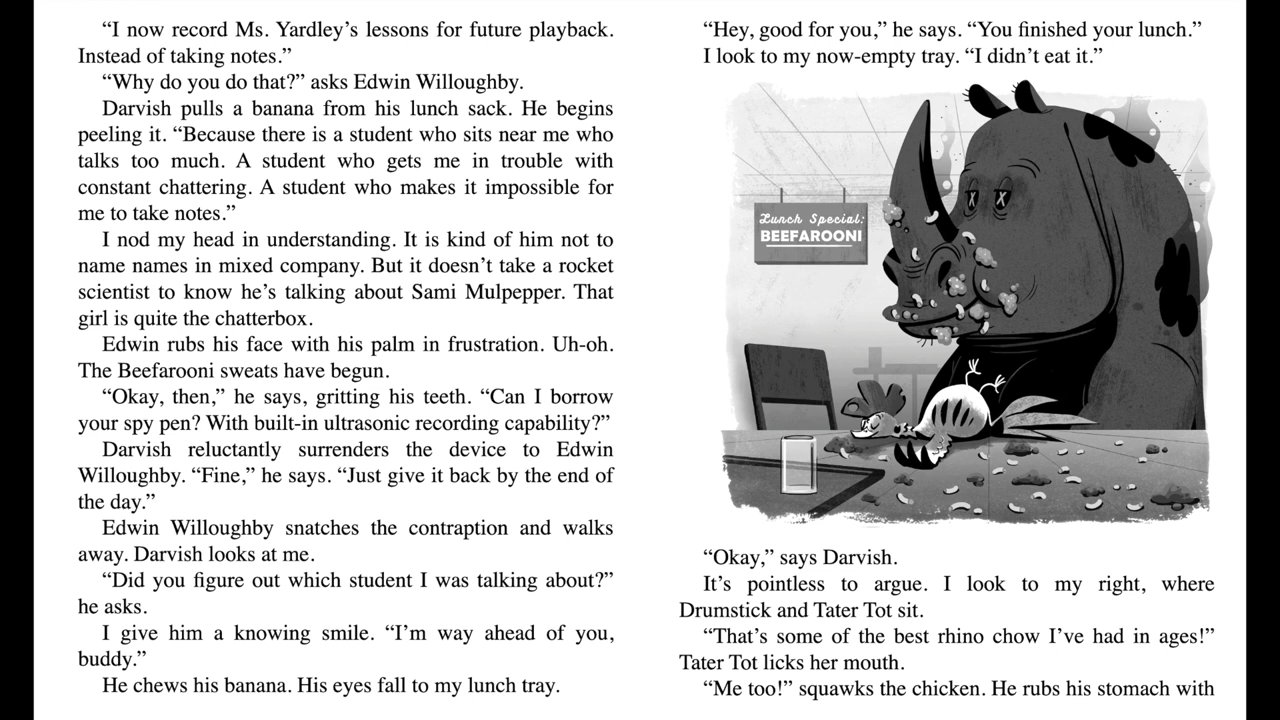 “I now record Ms. Yardley’s lessons for future playback.
Instead of taking notes.”
“Why do you do that?” asks Edwin Willoughby.
Darvish pulls a banana from his lunch sack. He begins
peeling it. “Because there is a student who sits near me who
talks too much. A student who gets me in trouble with
constant chattering. A student who makes it impossible for
me to take notes.”
I nod my head in understanding. It is kind of him not to
name names in mixed company. But it doesn’t take a rocket
scientist to know he’s talking about Sami Mulpepper. That
girl is quite the chatterbox.
Edwin rubs his face with his palm in frustration. Uh-oh.
The Beefarooni sweats have begun.
“Okay, then,” he says, gritting his teeth. “Can I borrow
your spy pen? With built-in ultrasonic recording capability?”
Darvish reluctantly surrenders the device to Edwin
Willoughby. “Fine,” he says. “Just give it back by the end of
the day.”
Edwin Willoughby snatches the contraption and walks
away. Darvish looks at me.
“Did you figure out which student I was talking about?”
he asks.
I give him a knowing smile. “I’m way ahead of you,
buddy.”
He chews his banana. His eyes fall to my lunch tray.
“Hey, good for you,” he says. “You finished your lunch.”
I look to my now-empty tray. “I didn’t eat it.”
Lunch Special:
BEEFAROONI
“Okay,” says Darvish.
It’s pointless to argue. I look to my right, where
Drumstick and Tater Tot sit.
“That’s some of the best rhino chow I’ve had in ages!”
Tater Tot licks her mouth.
“Me too!” squawks the chicken. He rubs his stomach with